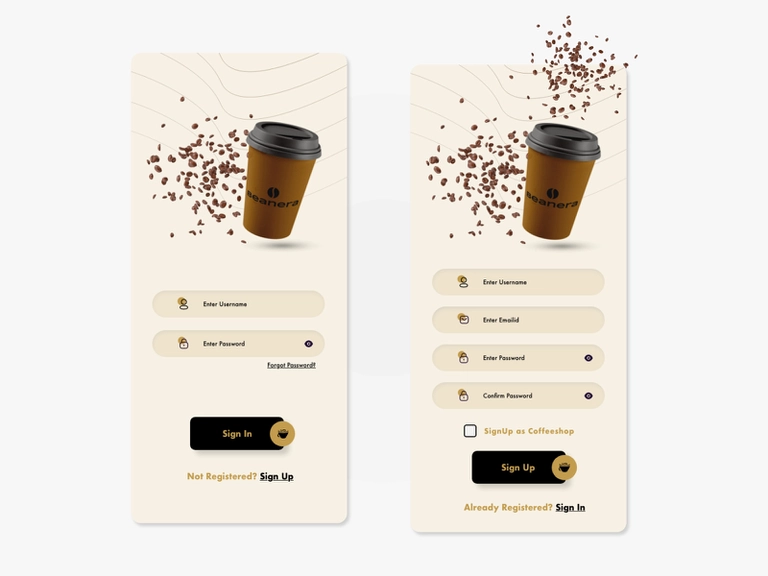 Beanera
Enter Username
Enter Password
Forgot Password?
Sign In
Not Registered? Sign Up
Beanera
Enter Username
Enter Emailid
Enter Password
Confirm Password
SignUp as Coffeeshop
Sign Up
Already Registered? Sign In